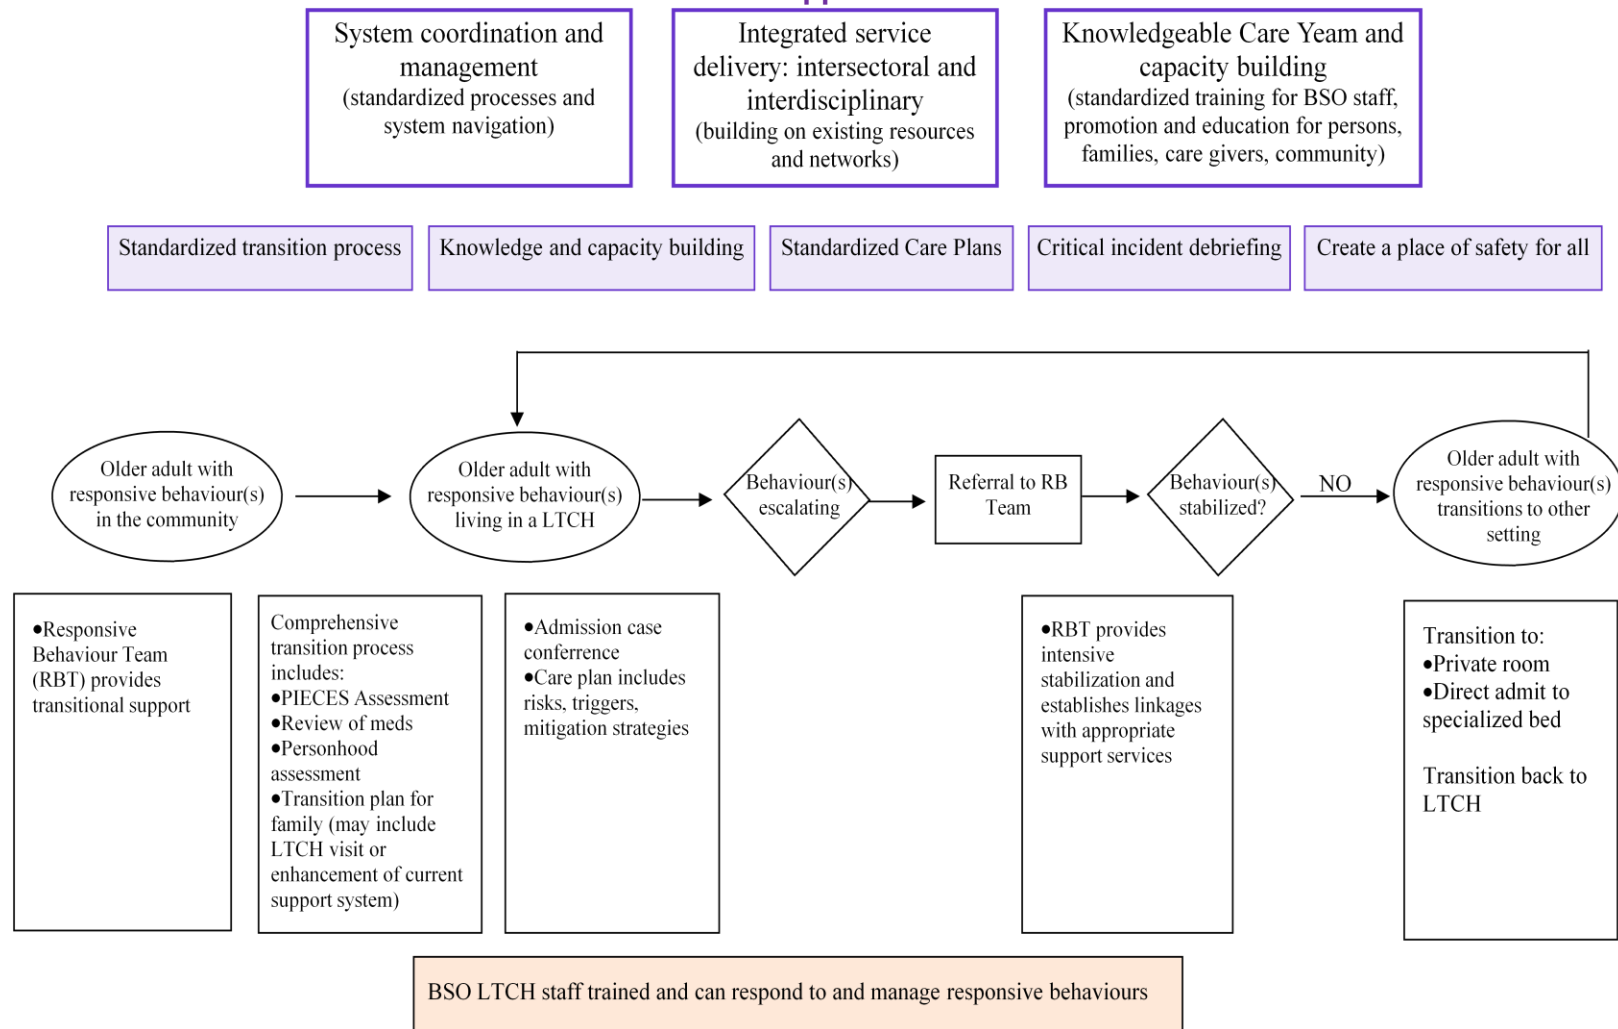 System coordination and
management
(standardized processes and
system navigation)
Integrated service
delivery: intersectoral and
interdisciplinary
(building on existing resources
and networks)
Knowledgeable Care Yeam and
capacity building
(standardized training for BSO staff,
promotion and education for persons,
families, care givers, community)
Standardized transition process
Knowledge and capacity building
Standardized Care Plans
Critical incident debriefing
Create a place of safety for all
Older adult with
responsive behaviour(s)
in the community
Older adult with
responsive behaviour(s)
living in a LTCH
Behaviour(s)
escalating
Referral to RB
Team
Behaviour(s)
stabilized?
NO
Older adult with
responsive behaviour(s)
transitions to other
setting
•Responsive
Behaviour Team
(RBT) provides
transitional support
Comprehensive
transition process
includes:
•PIECES Assessment
•Review of meds
•Personhood
assessment
•Transition plan for
family (may include
LTCH visit or
enhancement of current
support system)
•Admission case
conferrence
•Care plan includes
risks, triggers,
mitigation strategies
•RBT provides
intensive
stabilization and
establishes linkages
with appropriate
support services
Transition to:
•Private room
•Direct admit to
specialized bed
Transition back to
LTCH
BSO LTCH staff trained and can respond to and manage responsive behaviours